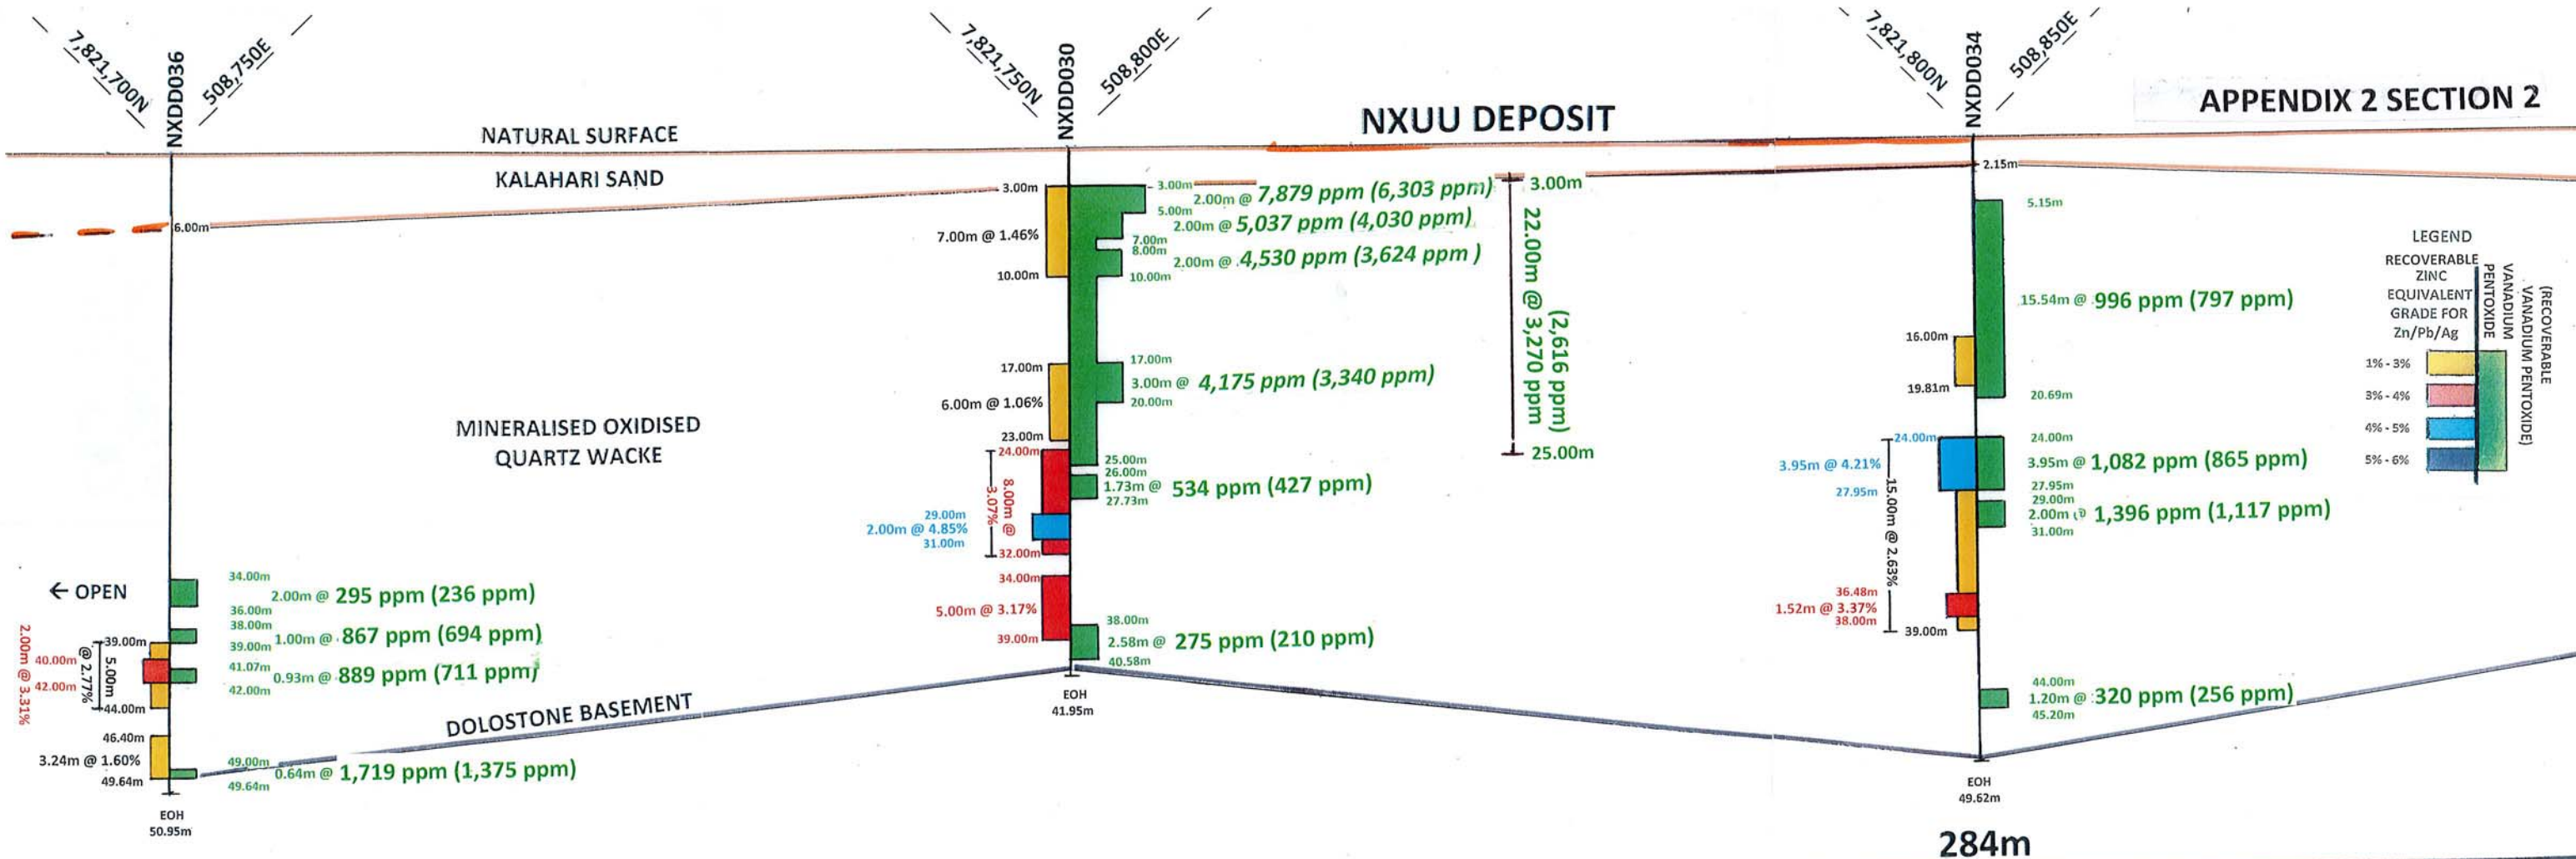 7,821,700N
NXDD036
508,750E
7,821,750N
NXDD030
508,800E
7,821,800N
NXDD034
508,850E
NXUU DEPOSIT
APPENDIX 2 SECTION 2
NATURAL SURFACE
KALAHARI SAND
6.00m
MINERALISED OXIDISED
QUARTZ WACKE
← OPEN
34.00m
2.00m @ 295 ppm (236 ppm)
36.00m
38.00m
1.00m @ 867 ppm (694 ppm)
39.00m
41.07m
0.93m @ 889 ppm (711 ppm)
42.00m
39.00m
5.00m
@ 2.77%
44.00m
40.00m
42.00m
2.00m @ 3.31%
46.40m
3.24m @ 1.60%
49.64m
49.00m
0.64m @ 1,719 ppm (1,375 ppm)
49.64m
EOH
50.95m
DOLOSTONE BASEMENT
3.00m
7.00m @ 1.46%
10.00m
17.00m
6.00m @ 1.06%
23.00m
24.00m
8.00m @
3.07%
29.00m
2.00m @ 4.85%
31.00m
32.00m
34.00m
5.00m @ 3.17%
39.00m
3.00m
2.00m @ 7,879 ppm (6,303 ppm)
5.00m
2.00m @ 5,037 ppm (4,030 ppm)
7.00m
8.00m
2.00m @ 4,530 ppm (3,624 ppm )
10.00m
17.00m
3.00m @ 4,175 ppm (3,340 ppm)
20.00m
25.00m
26.00m
1.73m @ 534 ppm (427 ppm)
27.73m
38.00m
2.58m @ 275 ppm (210 ppm)
40.58m
EOH
41.95m
3.00m
22.00m @ 3,270 ppm
(2,616 ppm)
25.00m
2.15m
5.15m
15.54m @ 996 ppm (797 ppm)
20.69m
16.00m
19.81m
24.00m
3.95m @ 4.21%
27.95m
15.00m @ 2.63%
36.48m
1.52m @ 3.37%
38.00m
39.00m
24.00m
3.95m @ 1,082 ppm (865 ppm)
27.95m
29.00m
2.00m @ 1,396 ppm (1,117 ppm)
31.00m
44.00m
1.20m @ 320 ppm (256 ppm)
45.20m
EOH
49.62m
284m
LEGEND
RECOVERABLE
ZINC
EQUIVALENT
GRADE FOR
Zn/Pb/Ag
VANADIUM
PENTOXIDE
(RECOVERABLE
VANADIUM PENTOXIDE)
1% - 3%
3% - 4%
4% - 5%
5% - 6%